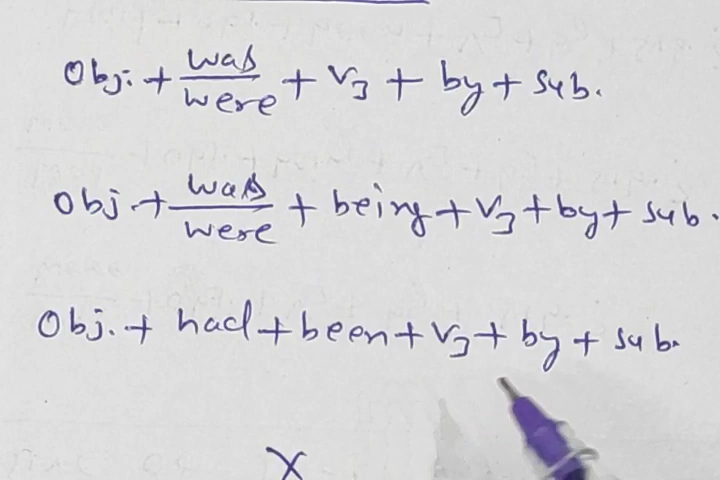 Obj. + was/were + V3 + by + sub.
Obj. + was/were + being + V3 + by + sub.
Obj. + had + been + V3 + by + sub.
X